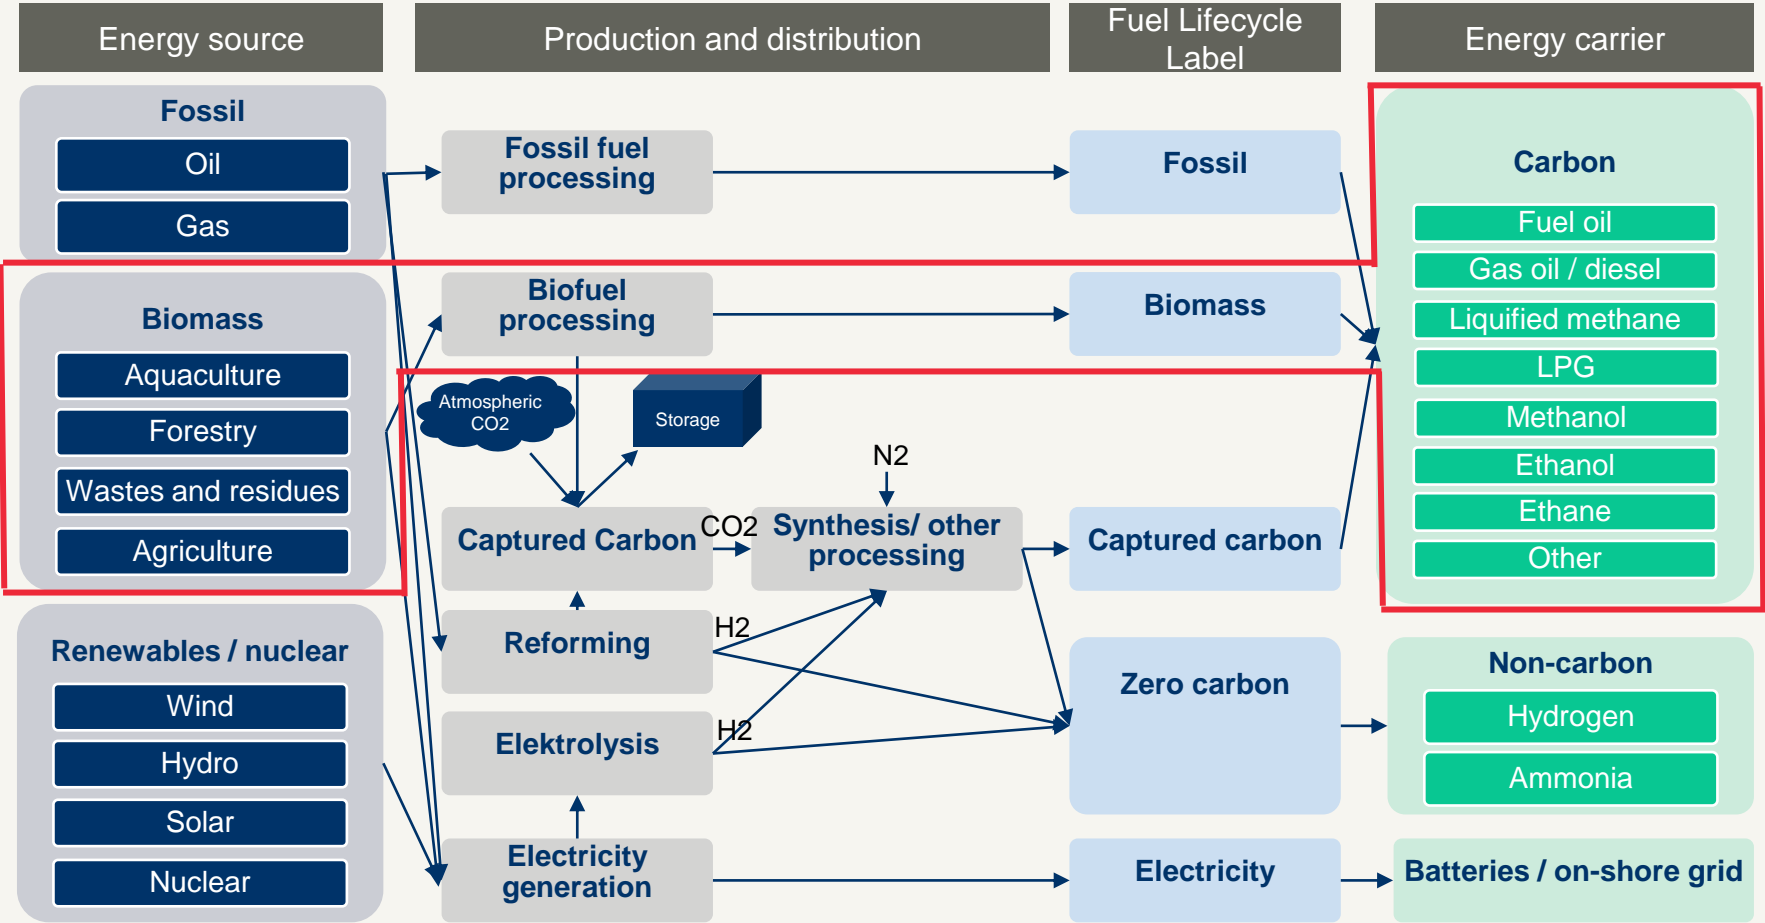 Energy source
Production and distribution
Fuel Lifecycle
Label
Energy carrier
Fossil
Oil
Gas
Fossil fuel
processing
Fossil
Carbon
Fuel oil
Gas oil / diesel
Liquified methane
LPG
Methanol
Ethanol
Ethane
Other
Biomass
Aquaculture
Forestry
Wastes and residues
Agriculture
Biofuel
processing
Biomass
Atmospheric
CO2
Storage
N2
Captured Carbon
CO2
Synthesis/ other
processing
Captured carbon
Renewables / nuclear
Wind
Hydro
Solar
Nuclear
Reforming
H2
Elektrolysis
H2
Zero carbon
Non-carbon
Hydrogen
Ammonia
Electricity
generation
Electricity
Batteries / on-shore grid